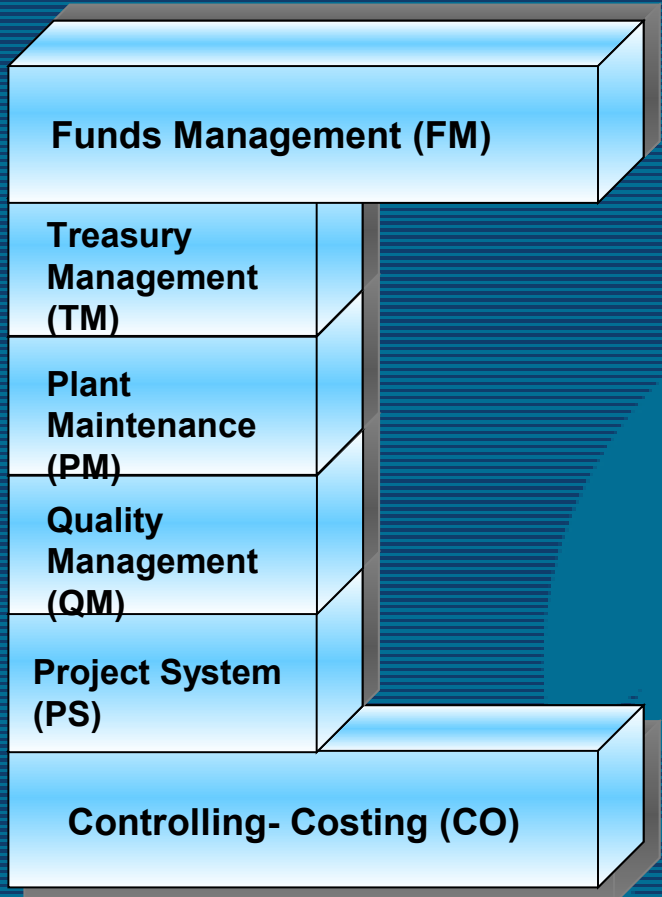 Funds Management (FM)
Treasury
Management
(TM)
Plant
Maintenance
(PM)
Quality
Management
(QM)
Project System
(PS)
Controlling- Costing (CO)